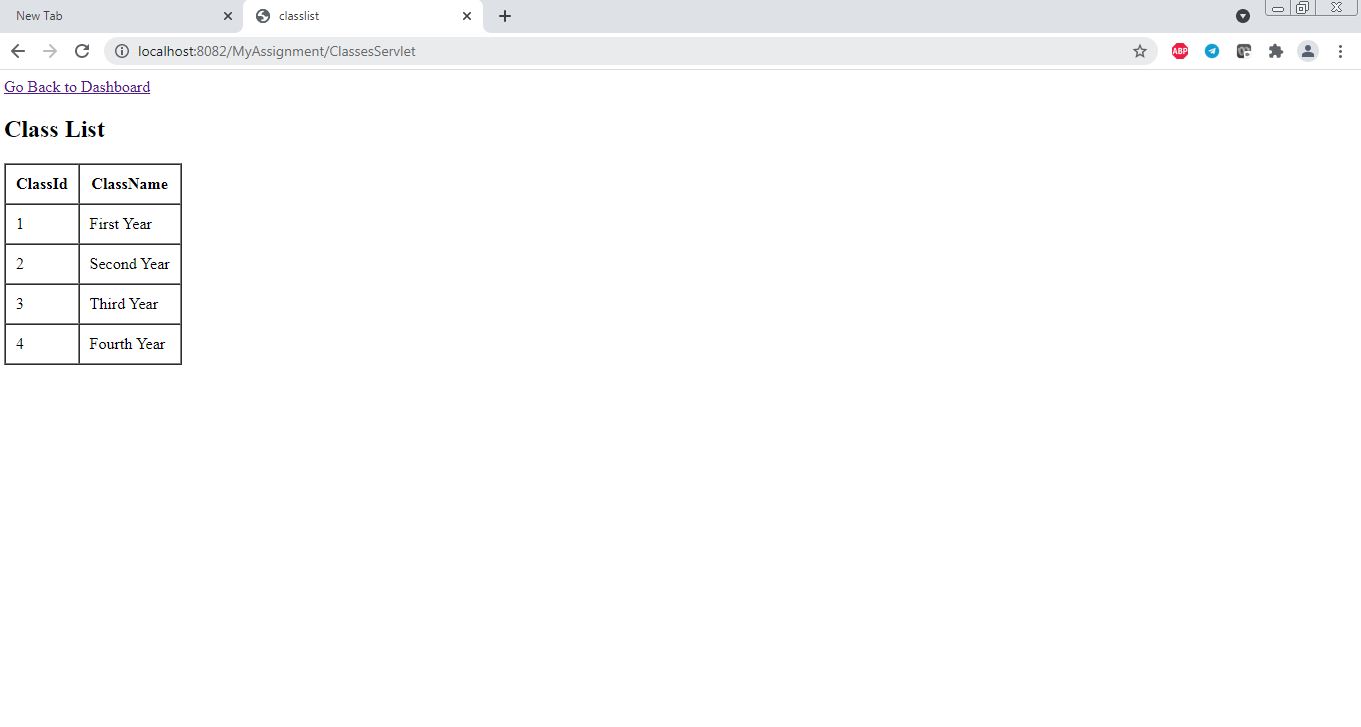 New Tab
classlist
localhost:8082/MyAssignment/ClassesServlet
ABP
Go Back to Dashboard
Class List
ClassId ClassName
1 First Year
2 Second Year
3 Third Year
4 Fourth Year